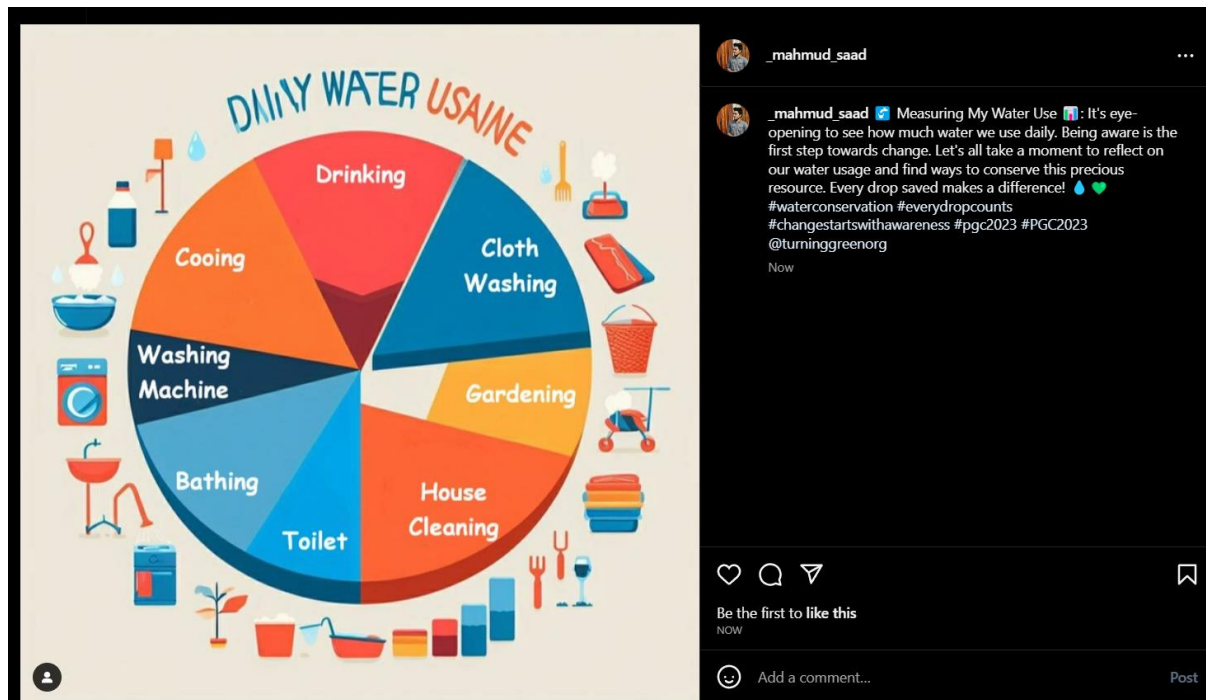 DAIIY WATER USAINE
Drinking
Cooing
Cloth
Washing
Washing
Machine
Gardening
Bathing
House
Cleaning
Toilet
_mahmud_saad
_mahmud_saad 🚰 Measuring My Water Use 📊: It's eye-
opening to see how much water we use daily. Being aware is the
first step towards change. Let's all take a moment to reflect on
our water usage and find ways to conserve this precious
resource. Every drop saved makes a difference! 💧 💚
#waterconservation #everydropcounts
#changestartswithawareness #pgc2023 #PGC2023
@turninggreenorg
Now
Be the first to like this
NOW
Add a comment...
Post